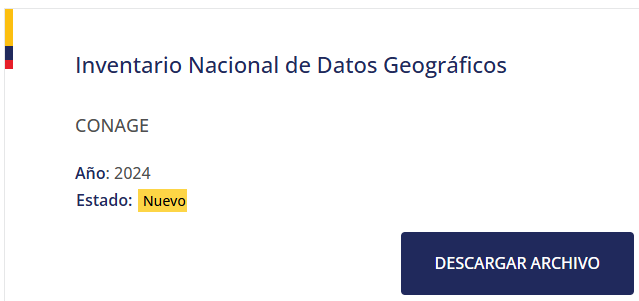 Inventario Nacional de Datos Geográficos
CONAGE
Año: 2024
Estado: Nuevo
DESCARGAR ARCHIVO